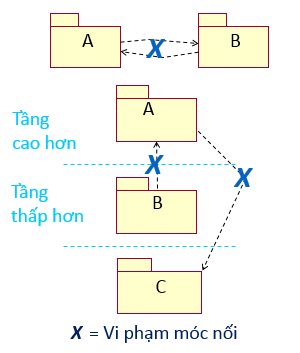 A
B
X
A
Tầng
cao hơn
X
X
Tầng
thấp hơn
B
C
X = Vi phạm móc nối